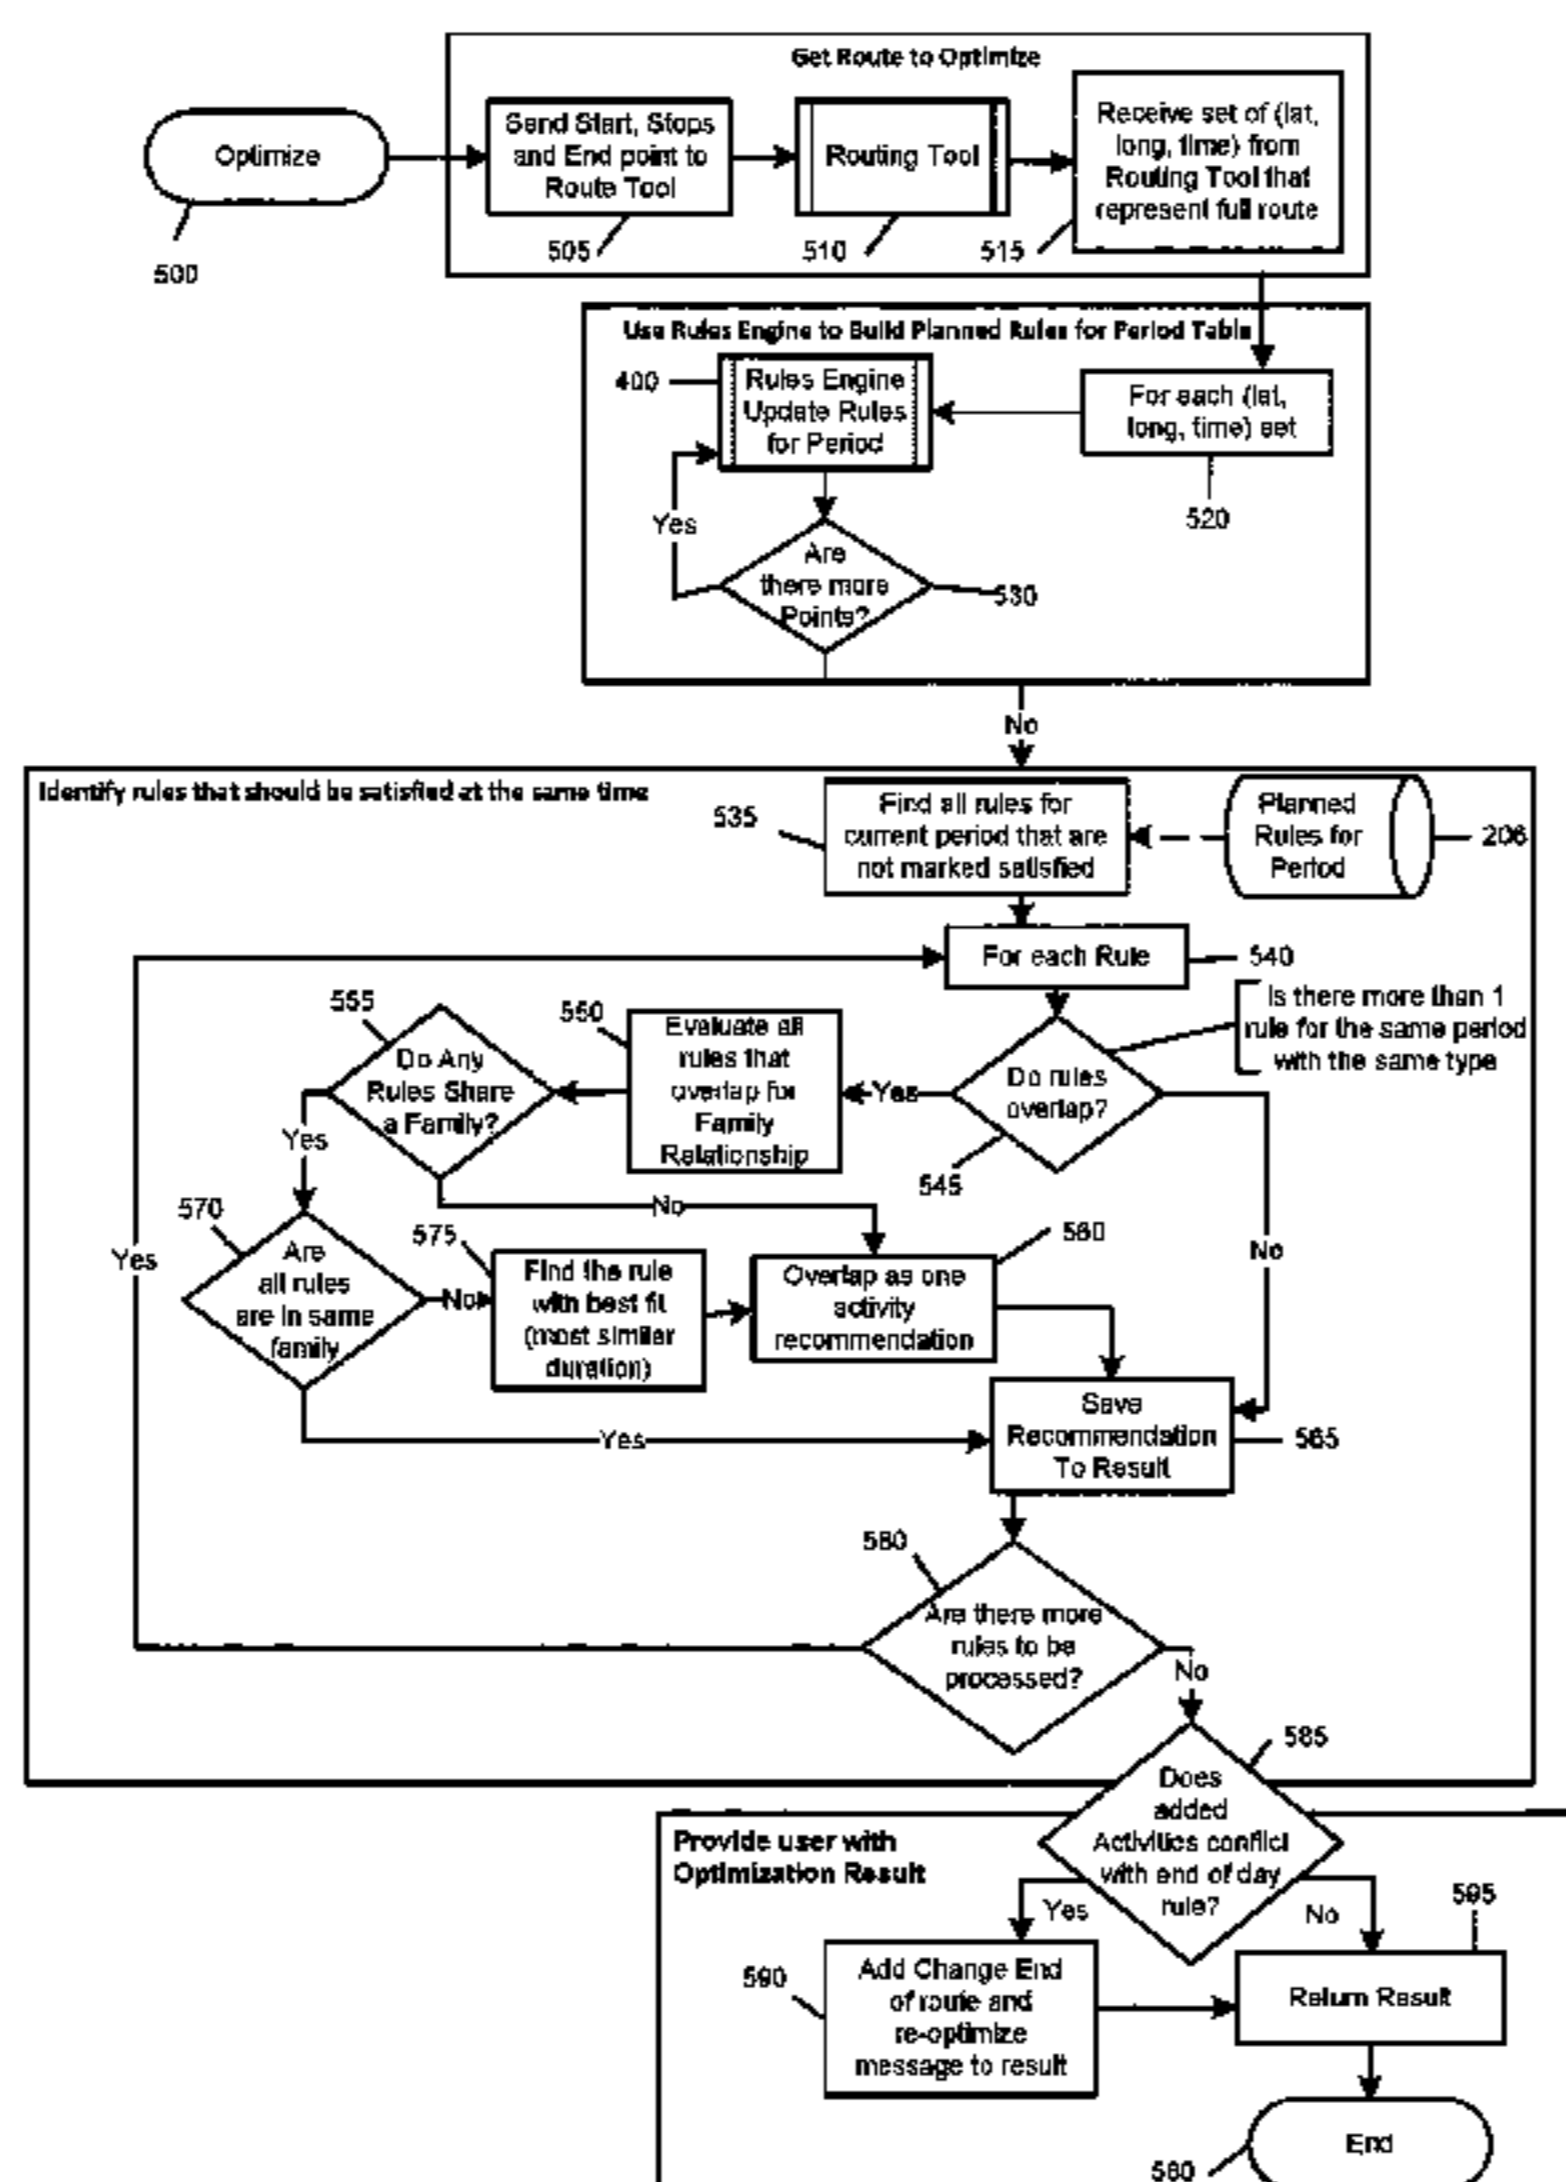 Get Route to Optimize
Optimize
500
Send Start, Stops
and End point to
Route Tool
505
Routing Tool
510
Receive set of (lat,
long, time) from
Routing Tool that
represent full route
515
Use Rules Engine to Build Planned Rules for Period Table
400
Rules Engine
Update Rules
for Period
For each (lat,
long, time) set
520
Yes
Are
there more
Points?
530
No
Identify rules that should be satisfied at the same time
535
Find all rules for
current period that are
not marked satisfied
Planned
Rules for
Period
206
For each Rule
540
Is there more than 1
rule for the same period
with the same type
555
Do Any
Rules Share
a Family?
550
Evaluate all
rules that
overlap for
Family
Relationship
Yes
Do rules
overlap?
545
Yes
No
570
Are
all rules
are in same
family
No
575
Find the rule
with best fit
(most similar
duration)
560
Overlap as one
activity
recommendation
No
Yes
Yes
Save
Recommendation
To Result
565
580
Are there more
rules to be
processed?
No
585
Does
added
Activities conflict
with end of day
rule?
Provide user with
Optimization Result
Yes
No
595
590
Add Change End
of route and
re-optimize
message to result
Return Result
End
580